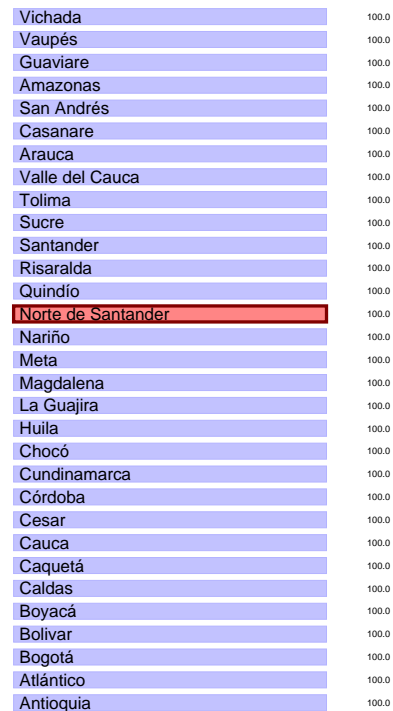 Vichada 100.0
Vaupés 100.0
Guaviare 100.0
Amazonas 100.0
San Andrés 100.0
Casanare 100.0
Arauca 100.0
Valle del Cauca 100.0
Tolima 100.0
Sucre 100.0
Santander 100.0
Risaralda 100.0
Quindío 100.0
Norte de Santander 100.0
Nariño 100.0
Meta 100.0
Magdalena 100.0
La Guajira 100.0
Huila 100.0
Chocó 100.0
Cundinamarca 100.0
Córdoba 100.0
Cesar 100.0
Cauca 100.0
Caquetá 100.0
Caldas 100.0
Boyacá 100.0
Bolivar 100.0
Bogotá 100.0
Atlántico 100.0
Antioquia 100.0